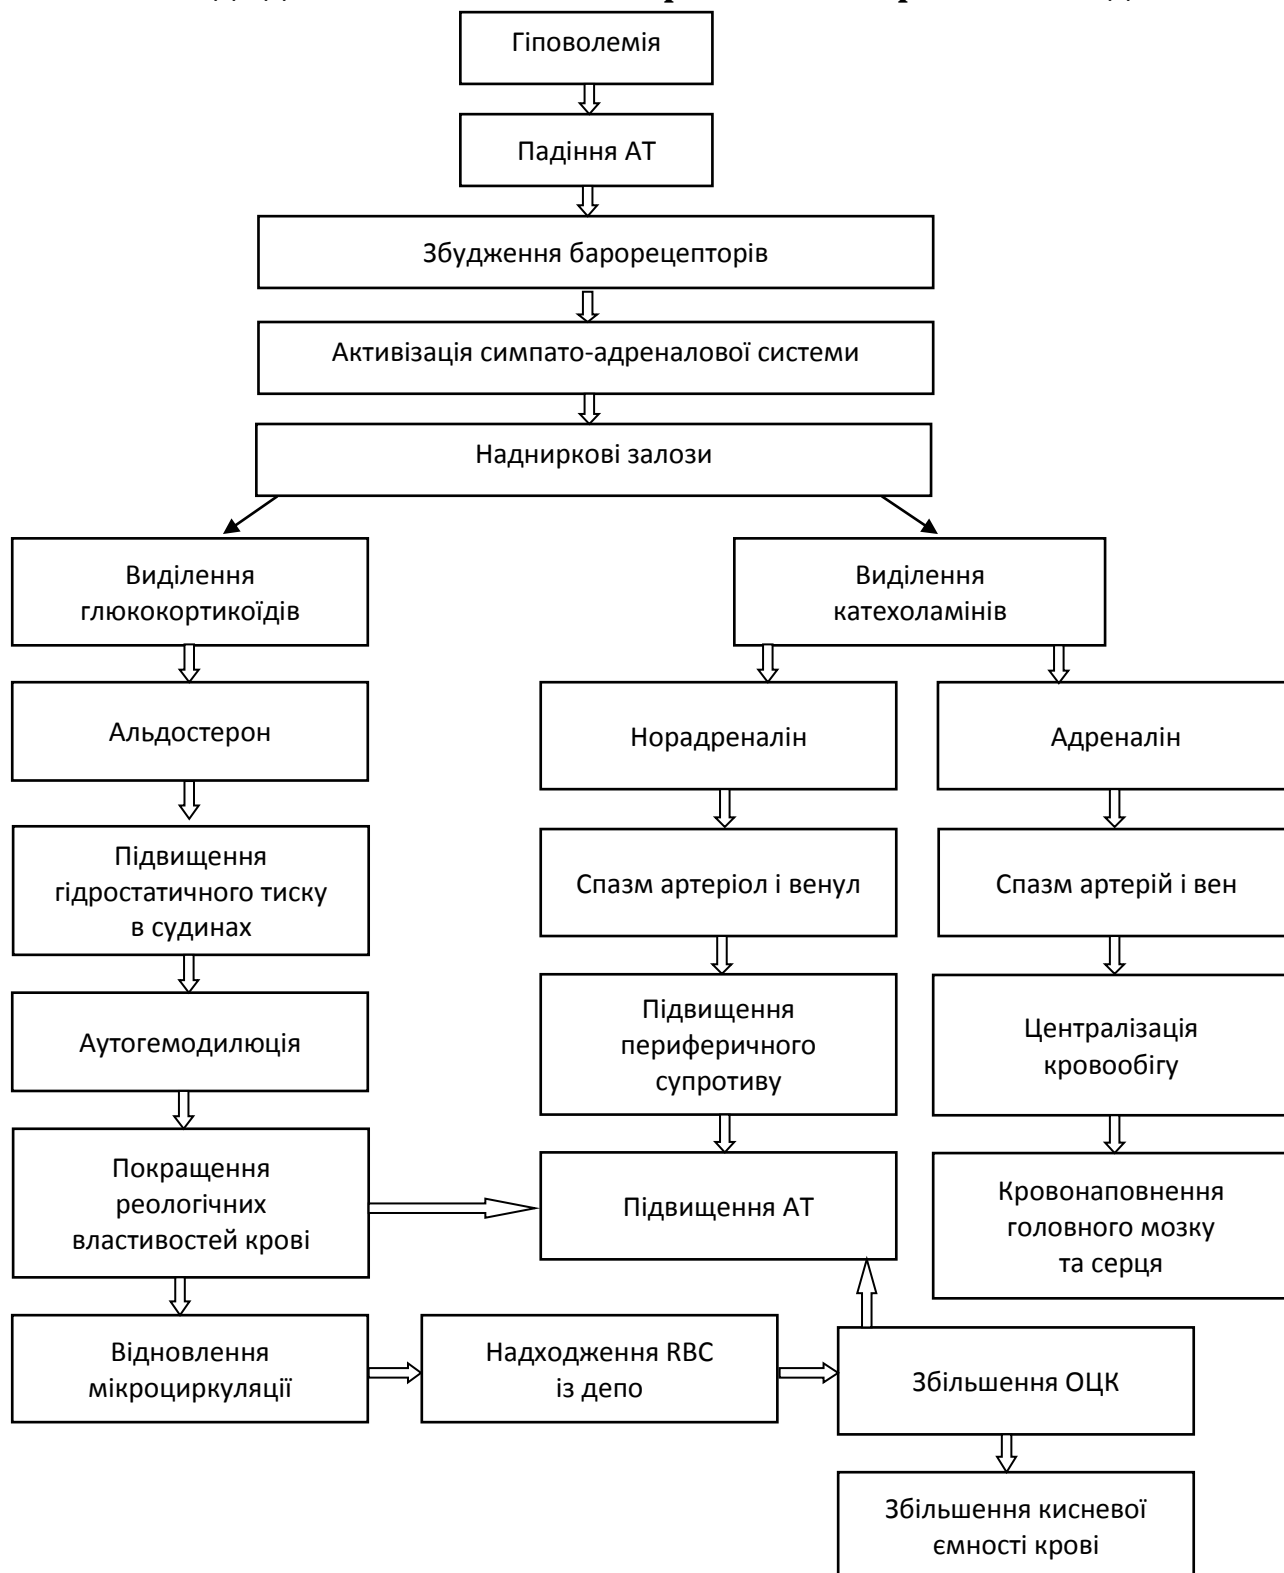 Гіповолемія
Падіння АТ
Збудження барорецепторів
Активізація симпато-адреналової системи
Надниркові залози
Виділення
глюкокортикоїдів
Виділення
катехоламінів
Альдостерон
Норадреналін
Адреналін
Підвищення
гідростатичного тиску
в судинах
Спазм артеріол і венул
Спазм артерій і вен
Аутогемодилюція
Підвищення
периферичного
супротиву
Централізація
кровообігу
Покращення
реологічних
властивостей крові
Підвищення АТ
Кровонаповнення
головного мозку
та серця
Відновлення
мікроциркуляції
Надходження RBC
із депо
Збільшення ОЦК
Збільшення кисневої
ємності крові